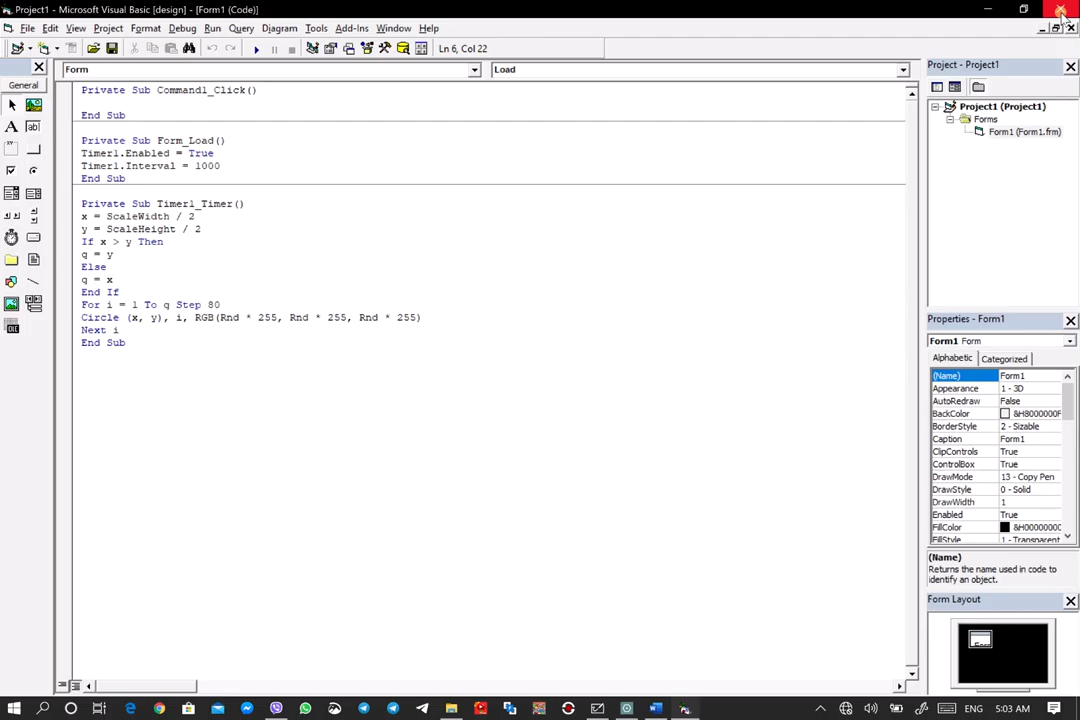 Project1 - Microsoft Visual Basic [design] - [Form1 (Code)]
File Edit View Project Format Debug Run Query Diagram Tools Add-Ins Window Help
Ln 6, Col 22
General
Form
Load
Private Sub Command1_Click()
End Sub
Private Sub Form_Load()
Timer1.Enabled = True
Timer1.Interval = 1000
End Sub
Private Sub Timer1_Timer()
x = ScaleWidth / 2
y = ScaleHeight / 2
If x > y Then
q = y
Else
q = x
End If
For i = 1 To q Step 80
Circle (x, y), i, RGB(Rnd * 255, Rnd * 255, Rnd * 255)
Next i
End Sub
Project - Project1
Project1 (Project1)
Forms
Form1 (Form1.frm)
Properties - Form1
Form1 Form
Alphabetic Categorized
(Name) Form1
Appearance 1 - 3D
AutoRedraw False
BackColor &H8000000F
BorderStyle 2 - Sizable
Caption Form1
ClipControls True
ControlBox True
DrawMode 13 - Copy Pen
DrawStyle 0 - Solid
DrawWidth 1
Enabled True
FillColor &H00000000
FillStyle 1 - Transparent
(Name)
Returns the name used in code to
identify an object.
Form Layout
ENG 5:03 AM